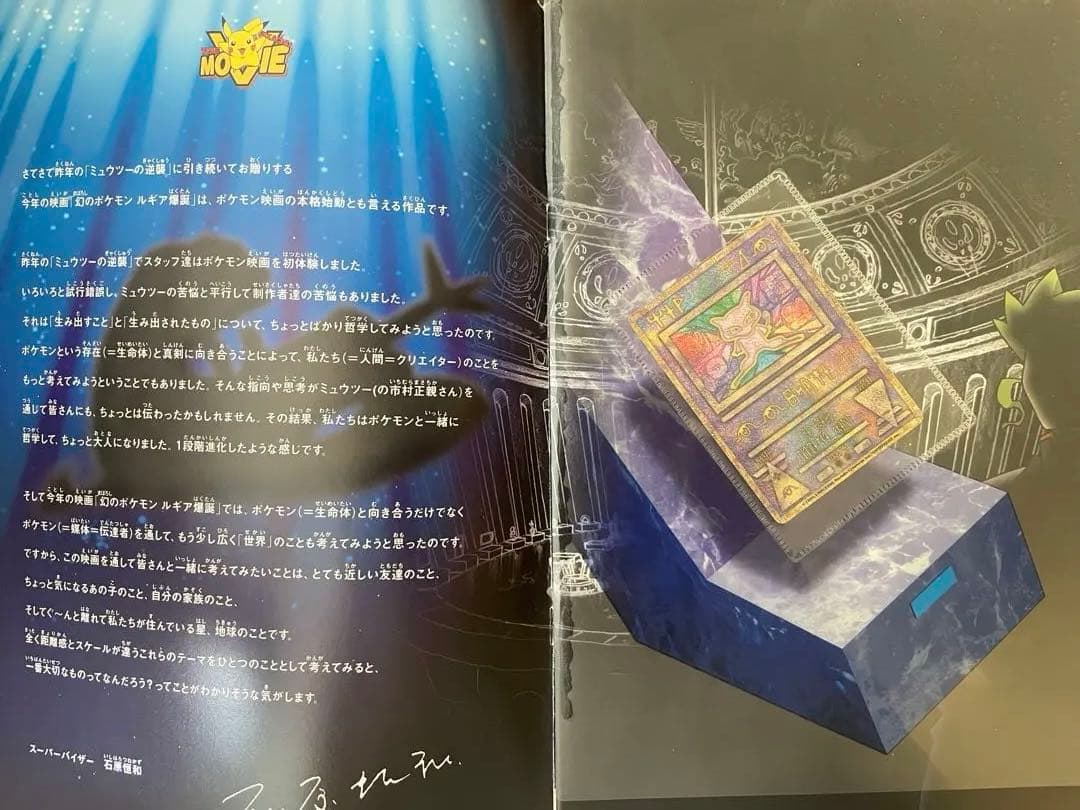 MOVIE
さてさて昨年の「ミュウツーの逆襲」に引き続いてお贈りする
今年の映画「幻のポケモン ルギア爆誕」は、ポケモン映画の本格始動とも言える作品です。
昨年の「ミュウツーの逆襲」でスタッフ達はポケモン映画を初体験しました。
いろいろと試行錯誤し、ミュウツーの苦悩と平行して制作者達の苦悩もありました。
それは「生み出すこと」と「生み出されたもの」について、ちょっとばかり哲学してみようと思ったのです。
ポケモンという存在(=生命体)と真剣に向き合うことによって、私たち(=人間=クリエイター)のことを
もっと考えてみようということでもありました。そんな指向や思考がミュウツー(の市村正親さん)を
通じて皆さんにも、ちょっとは伝わったかもしれません。その結果、私たちはポケモンと一緒に
哲学して、ちょっと大人になりました。1段階進化したような感じです。
そして今年の映画「幻のポケモン ルギア爆誕」では、ポケモン(=生命体)と向き合うだけでなく
ポケモン(=媒体=伝達者)を通して、もう少し広く「世界」のことも考えてみようと思ったのです。
ですから、この映画を通して皆さんと一緒に考えてみたいことは、とても近しい友達のこと、
ちょっと気になるあの子のこと、自分の家族のこと、
そしてぐ〜んと離れて私たちが住んでいる星、地球のことです。
全く距離感とスケールが違うこれらのテーマをひとつのこととして考えてみると、
一番大切なものってなんだろう?ってことがわかりそうな気がします。
スーパーバイザー 石原恒和